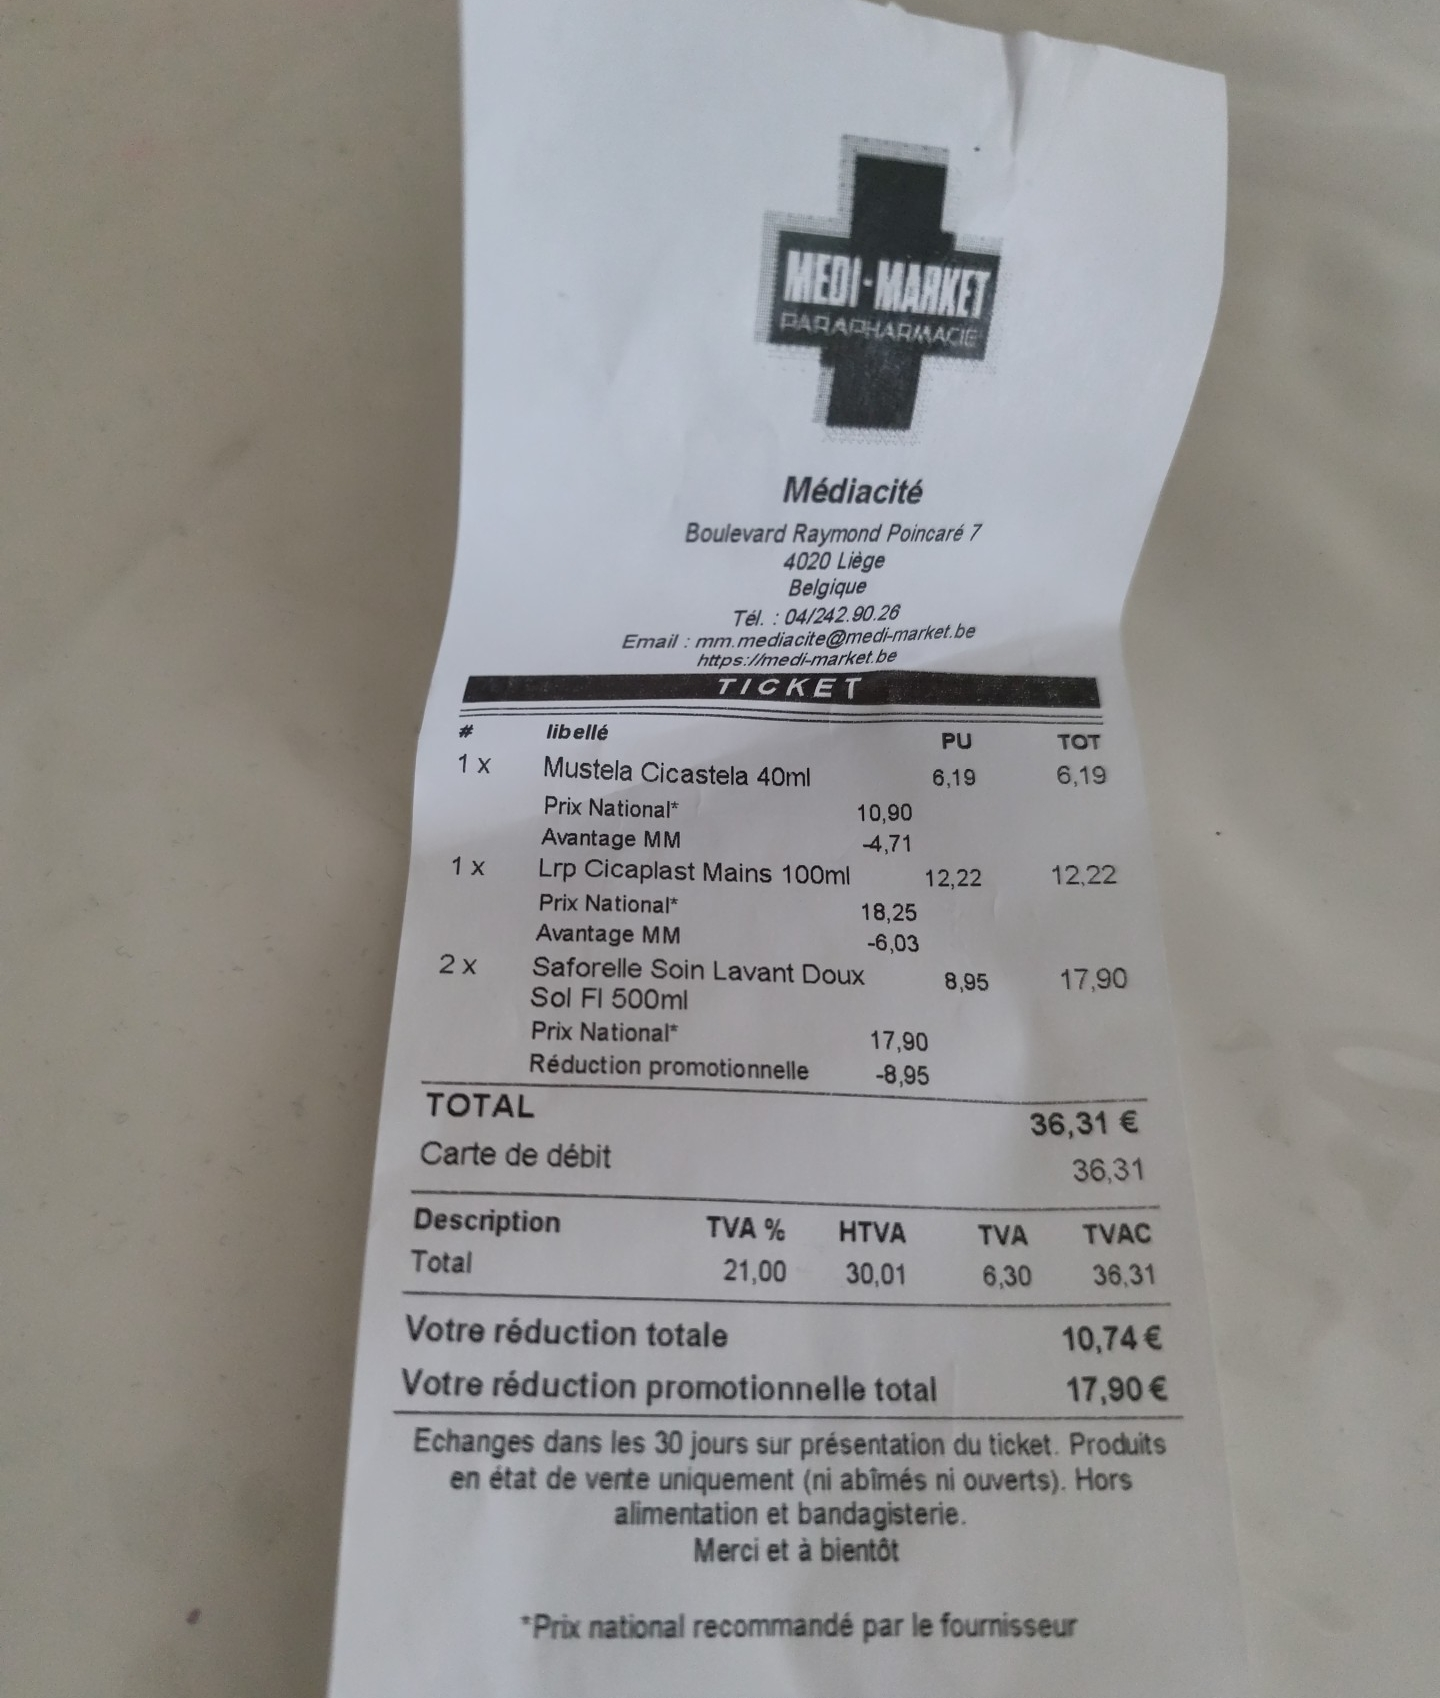 MEDI-MARKET
PARAPHARMACIE
Médiacité
Boulevard Raymond Poincaré 7
4020 Liège
Belgique
Tél. : 04/242.90.26
Email : mm.mediacite@medi-market.be
https://medi-market.be
TICKET
# libellé PU TOT
1 x Mustela Cicastela 40ml 6,19 6,19
Prix National* 10,90
Avantage MM -4,71
1 x Lrp Cicaplast Mains 100ml 12,22 12,22
Prix National* 18,25
Avantage MM -6,03
2 x Saforelle Soin Lavant Doux 8,95 17,90
Sol Fl 500ml
Prix National* 17,90
Réduction promotionnelle -8,95
TOTAL 36,31 €
Carte de débit 36,31
Description TVA % HTVA TVA TVAC
Total 21,00 30,01 6,30 36,31
Votre réduction totale 10,74 €
Votre réduction promotionnelle total 17,90 €
Echanges dans les 30 jours sur présentation du ticket. Produits
en état de vente uniquement (ni abîmés ni ouverts). Hors
alimentation et bandagisterie.
Merci et à bientôt
*Prix national recommandé par le fournisseur